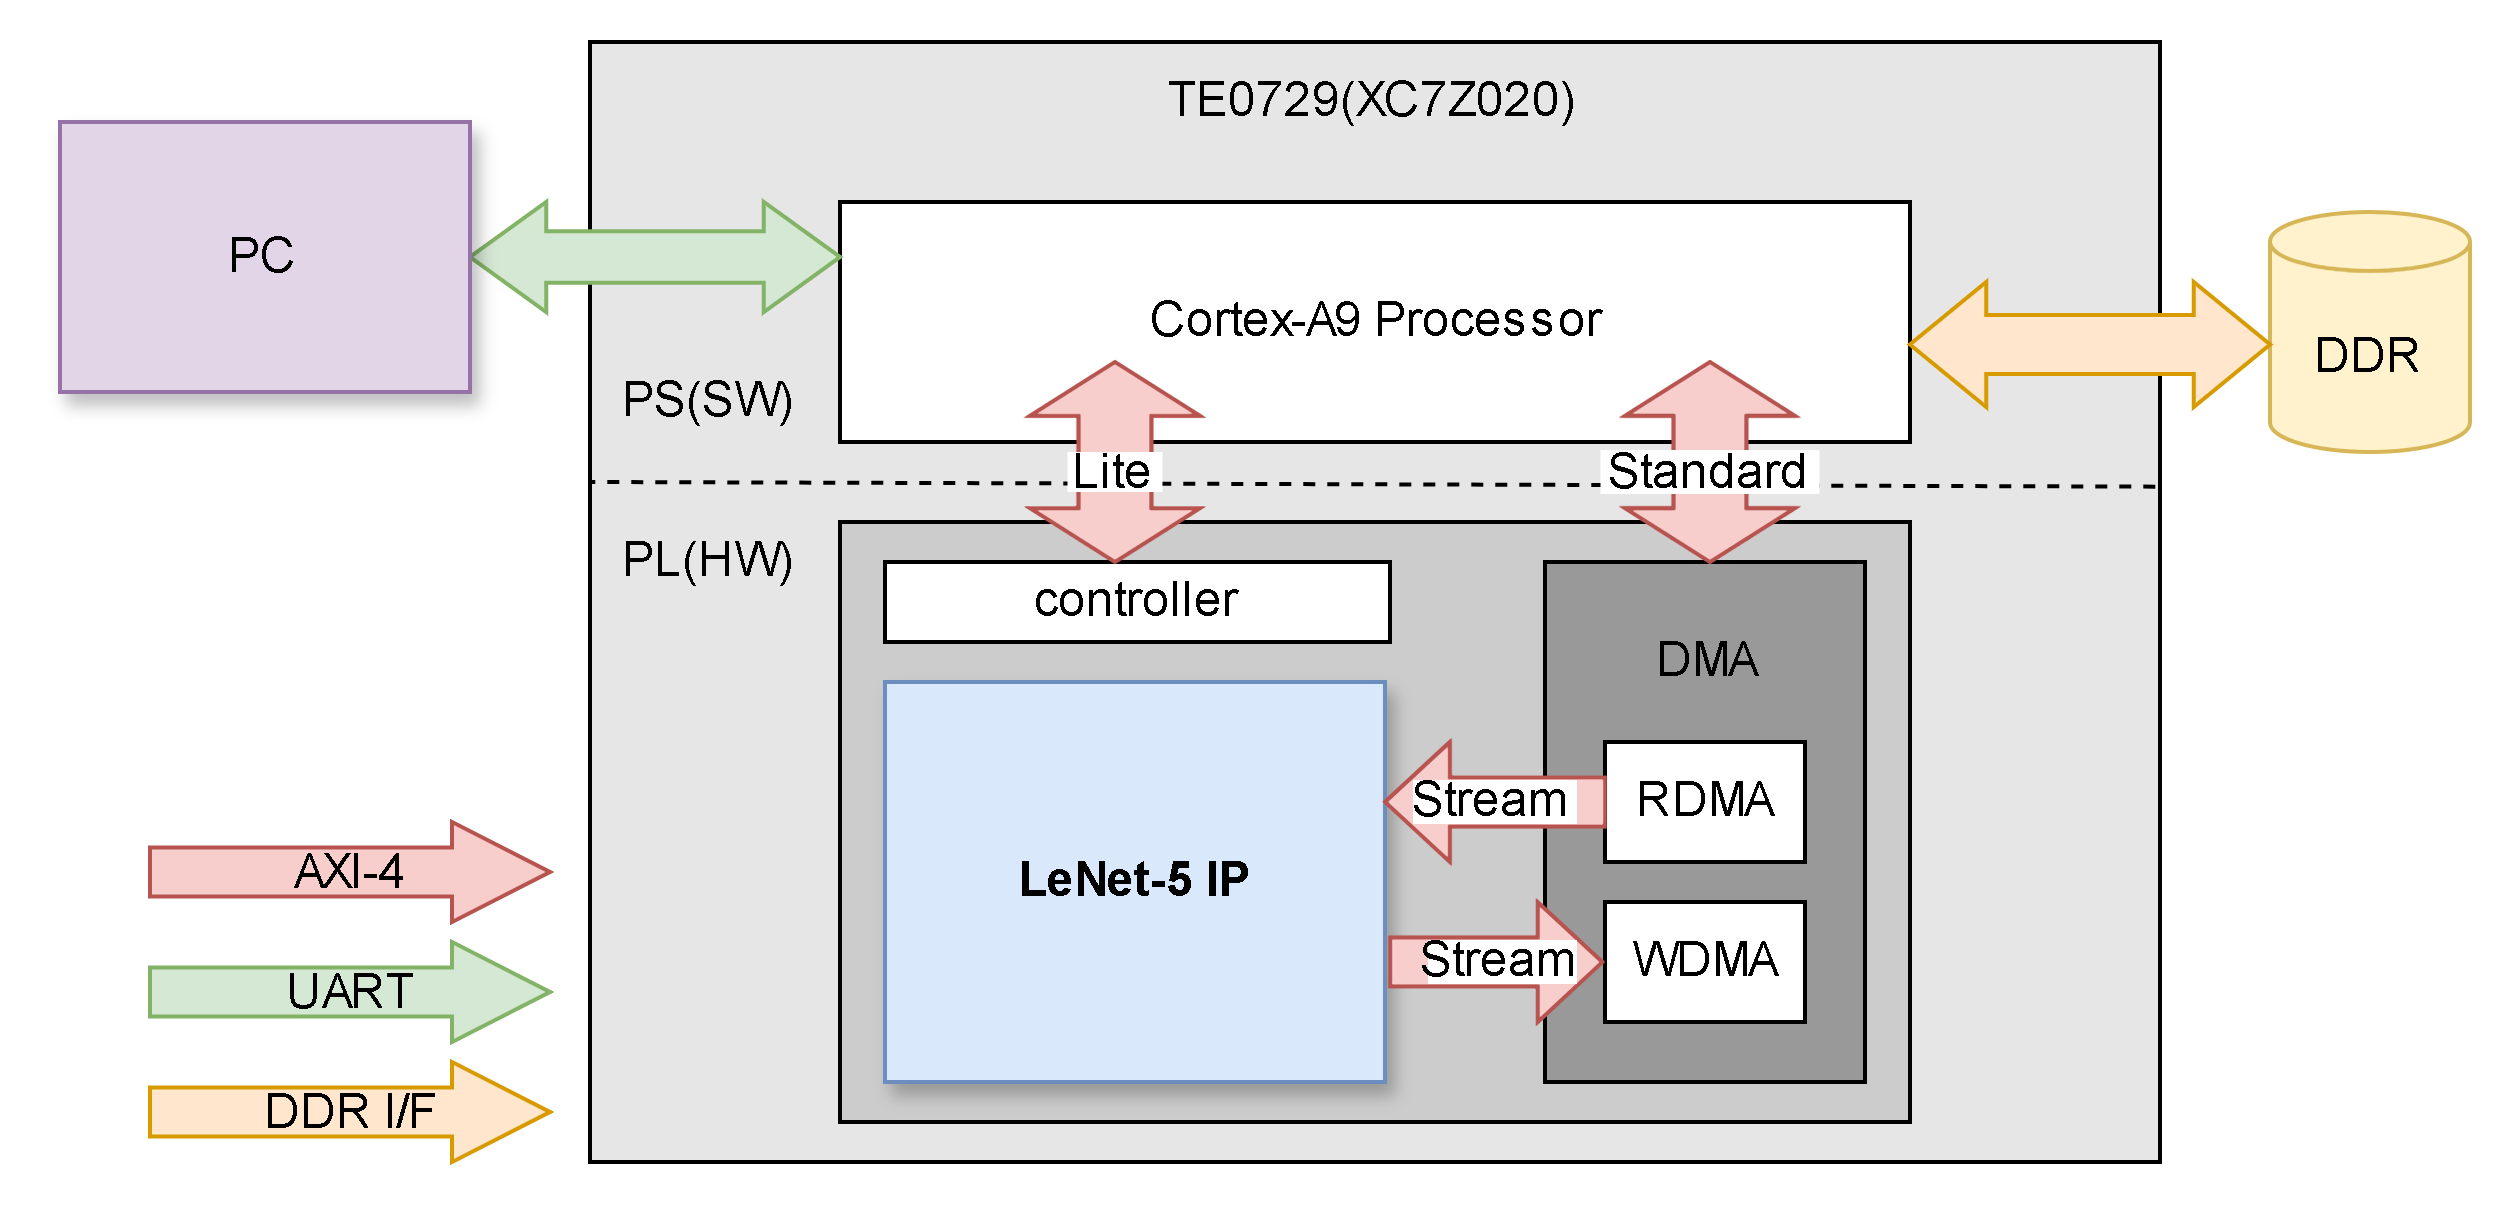 TE0729(XC7Z020)
PC
Cortex-A9 Processor
DDR
PS(SW)
Lite
Standard
PL(HW)
controller
DMA
Stream
RDMA
LeNet-5 IP
Stream
WDMA
AXI-4
UART
DDR I/F